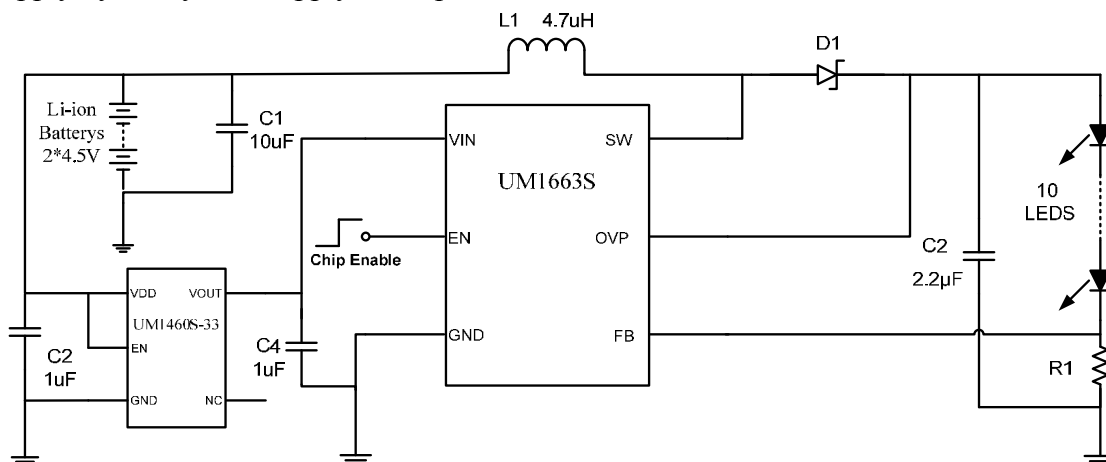 L1 4.7uH
D1
Li-ion
Batterys
2*4.5V
C1
10uF
VIN
SW
UM1663S
EN
OVP
Chip Enable
GND
FB
10
LEDS
C2
2.2μF
R1
VDD
VOUT
UM1460S-33
EN
GND
NC
C2
1uF
C4
1uF